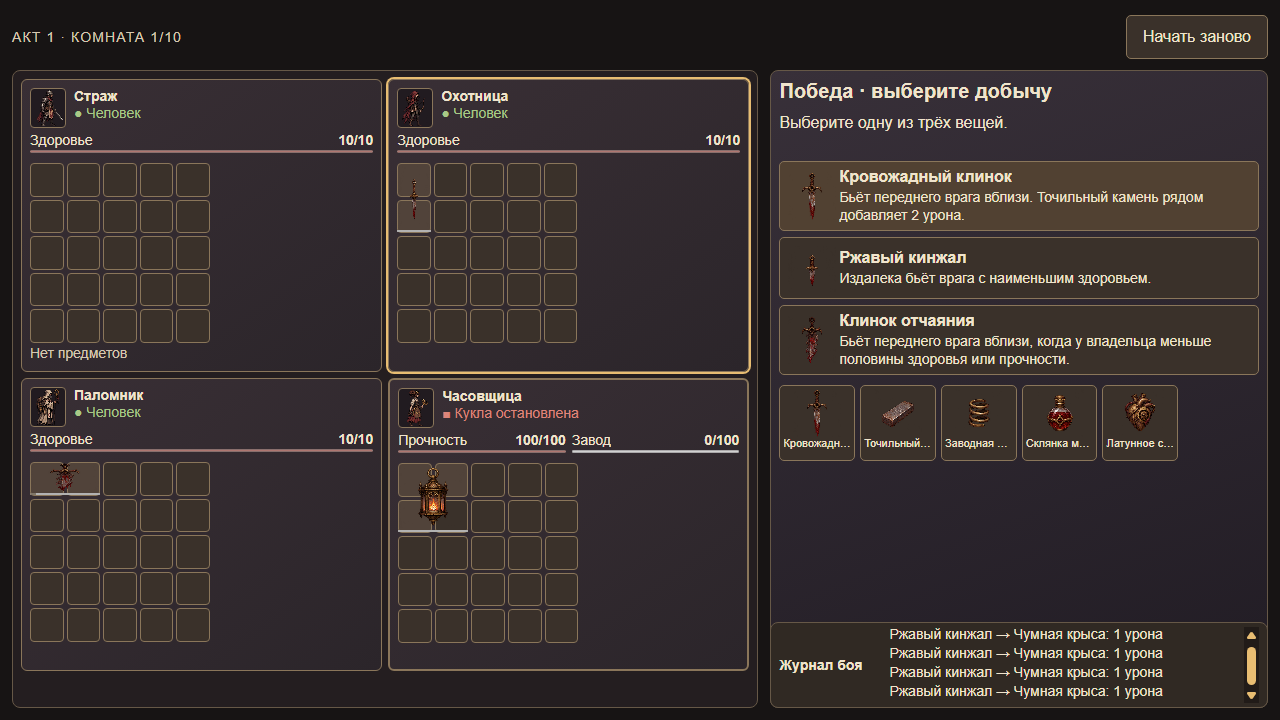 АКТ 1 · КОМНАТА 1/10
Начать заново
Страж
● Человек
Здоровье 10/10
Нет предметов
Охотница
● Человек
Здоровье 10/10
Паломник
● Человек
Здоровье 10/10
Часовщица
■ Кукла остановлена
Прочность 100/100 Завод 0/100
Победа · выберите добычу
Выберите одну из трёх вещей.
Кровожадный клинок
Бьёт переднего врага вблизи. Точильный камень рядом
добавляет 2 урона.
Ржавый кинжал
Издалека бьёт врага с наименьшим здоровьем.
Клинок отчаяния
Бьёт переднего врага вблизи, когда у владельца меньше
половины здоровья или прочности.
Кровожадн... Точильный... Заводная ... Склянка м... Латунное с...
Журнал боя
Ржавый кинжал → Чумная крыса: 1 урона
Ржавый кинжал → Чумная крыса: 1 урона
Ржавый кинжал → Чумная крыса: 1 урона
Ржавый кинжал → Чумная крыса: 1 урона